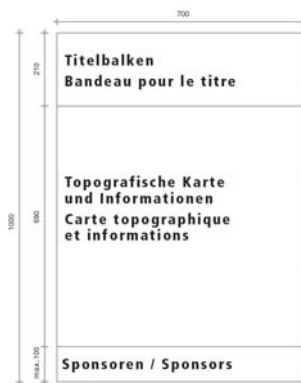 700
210
Titelbalken
Bandeau pour le titre
1000
690
Topografische Karte
und Informationen
Carte topographique
et informations
max.100
Sponsoren / Sponsors